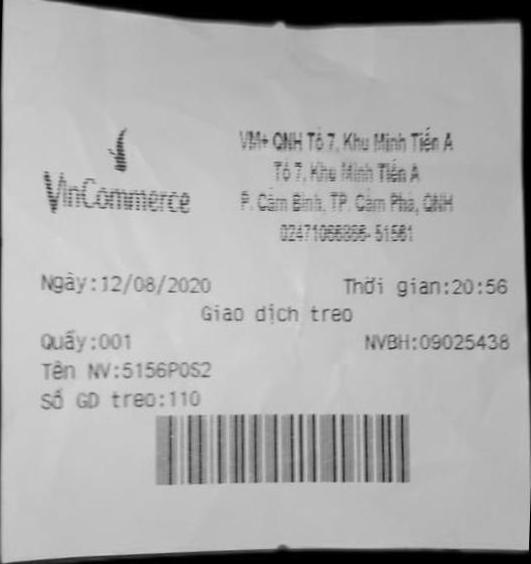 VinCommerce
VM+ QNH Tổ 7, Khu Minh Tiến A
Tổ 7, Khu Minh Tiến A
P. Cẩm Bình, TP. Cẩm Phả, QNH
Ngày:12/08/2020 Thời gian:20:56
Giao dịch treo
Quầy:001 NVBH:09025438
Tên NV:5156POS2
Số GD treo:110